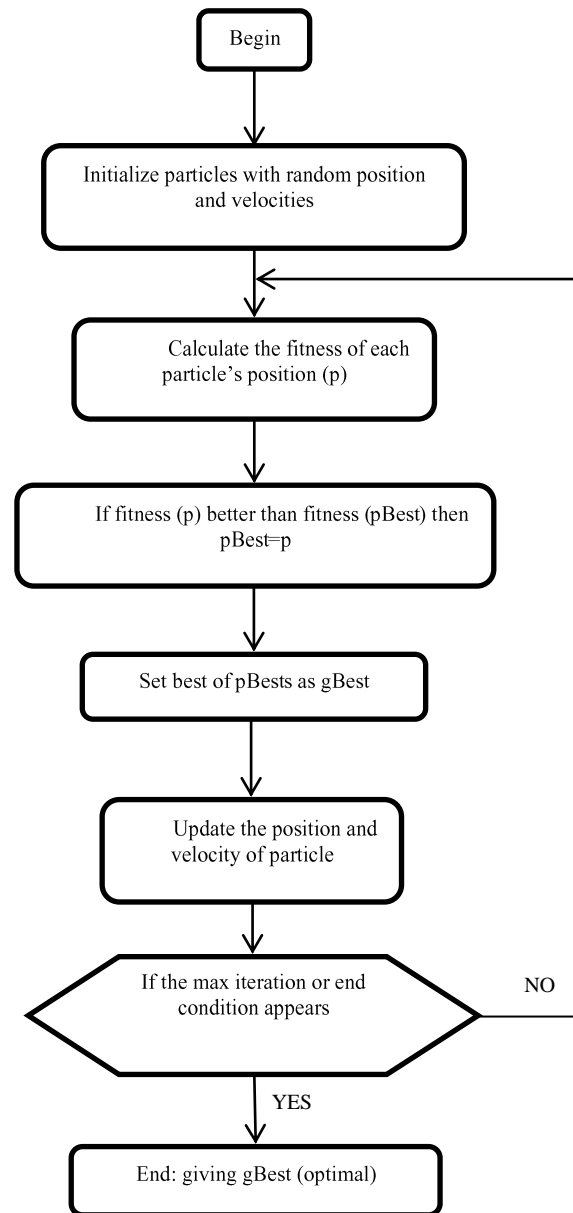 Begin
Initialize particles with random position
and velocities
Calculate the fitness of each
particle’s position (p)
If fitness (p) better than fitness (pBest) then
pBest=p
Set best of pBests as gBest
Update the position and
velocity of particle
If the max iteration or end
condition appears
NO
YES
End: giving gBest (optimal)